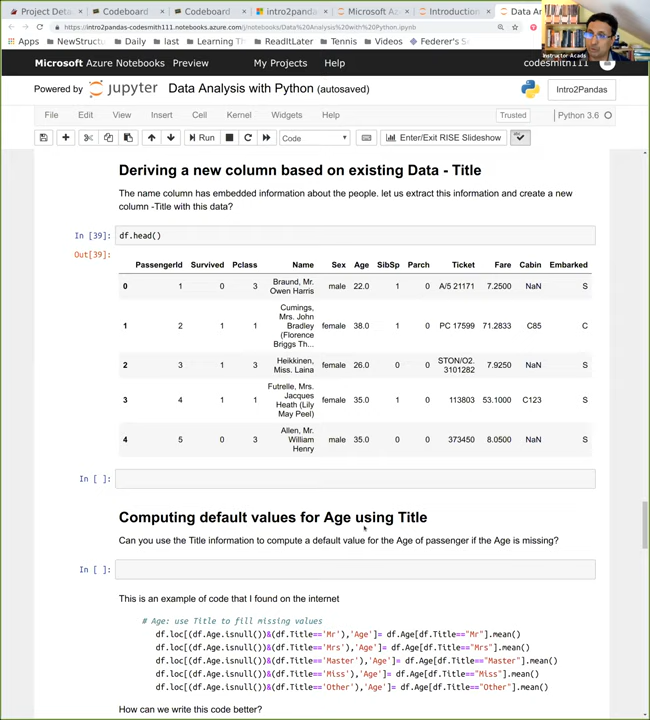 Project Deta
Codeboard
Codeboard
intro2pandas
Microsoft Az
Introduction
Data An
https://intro2pandas-codesmith111.notebooks.azure.com/j/notebooks/Data%20Analysis%20with%20Python.ipynb
Apps NewStructu Daily last Learning Th ReadItLater Tennis Videos Federer's S
Instructor Acads
Microsoft Azure Notebooks Preview My Projects Help codesmith111
Powered by jupyter Data Analysis with Python (autosaved) Intro2Pandas
File Edit View Insert Cell Kernel Widgets Help Trusted Python 3.6
Run Code Enter/Exit RISE Slideshow
Deriving a new column based on existing Data - Title
The name column has embedded information about the people. let us extract this information and create a new
column -Title with this data?
In [39]: df.head()
Out[39]:
PassengerId Survived Pclass Name Sex Age SibSp Parch Ticket Fare Cabin Embarked
0 1 0 3 Braund, Mr. Owen Harris male 22.0 1 0 A/5 21171 7.2500 NaN S
1 2 1 1 Cumings, Mrs. John Bradley (Florence Briggs Th... female 38.0 1 0 PC 17599 71.2833 C85 C
2 3 1 3 Heikkinen, Miss. Laina female 26.0 0 0 STON/O2. 3101282 7.9250 NaN S
3 4 1 1 Futrelle, Mrs. Jacques Heath (Lily May Peel) female 35.0 1 0 113803 53.1000 C123 S
4 5 0 3 Allen, Mr. William Henry male 35.0 0 0 373450 8.0500 NaN S
In [ ]:
Computing default values for Age using Title
Can you use the Title information to compute a default value for the Age of passenger if the Age is missing?
In [ ]:
This is an example of code that I found on the internet
# Age: use Title to fill missing values
df.loc[(df.Age.isnull())&(df.Title=='Mr'),'Age']= df.Age[df.Title=="Mr"].mean()
df.loc[(df.Age.isnull())&(df.Title=='Mrs'),'Age']= df.Age[df.Title=="Mrs"].mean()
df.loc[(df.Age.isnull())&(df.Title=='Master'),'Age']= df.Age[df.Title=="Master"].mean()
df.loc[(df.Age.isnull())&(df.Title=='Miss'),'Age']= df.Age[df.Title=="Miss"].mean()
df.loc[(df.Age.isnull())&(df.Title=='Other'),'Age']= df.Age[df.Title=="Other"].mean()
How can we write this code better?